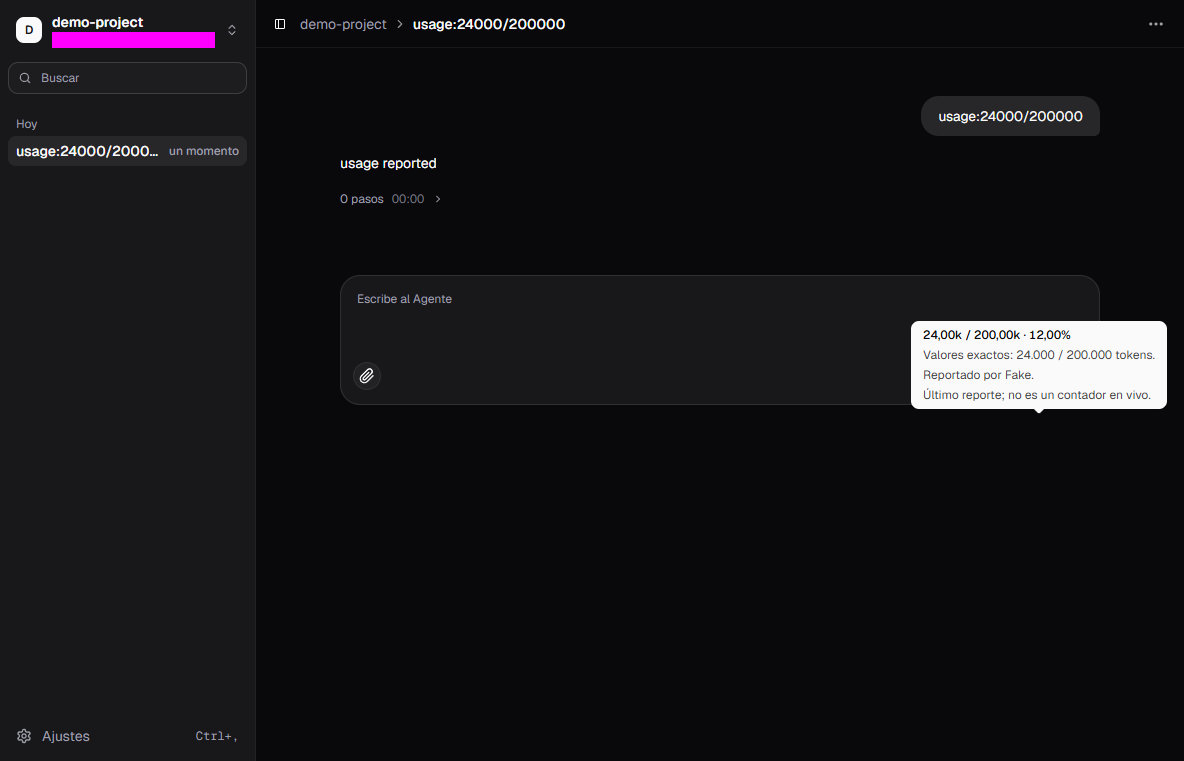 D
demo-project
Buscar
Hoy
usage:24000/2000... un momento
Ajustes Ctrl+,
demo-project > usage:24000/200000
usage:24000/200000
usage reported
0 pasos 00:00
Escribe al Agente
24,00k / 200,00k · 12,00%
Valores exactos: 24.000 / 200.000 tokens.
Reportado por Fake.
Último reporte; no es un contador en vivo.